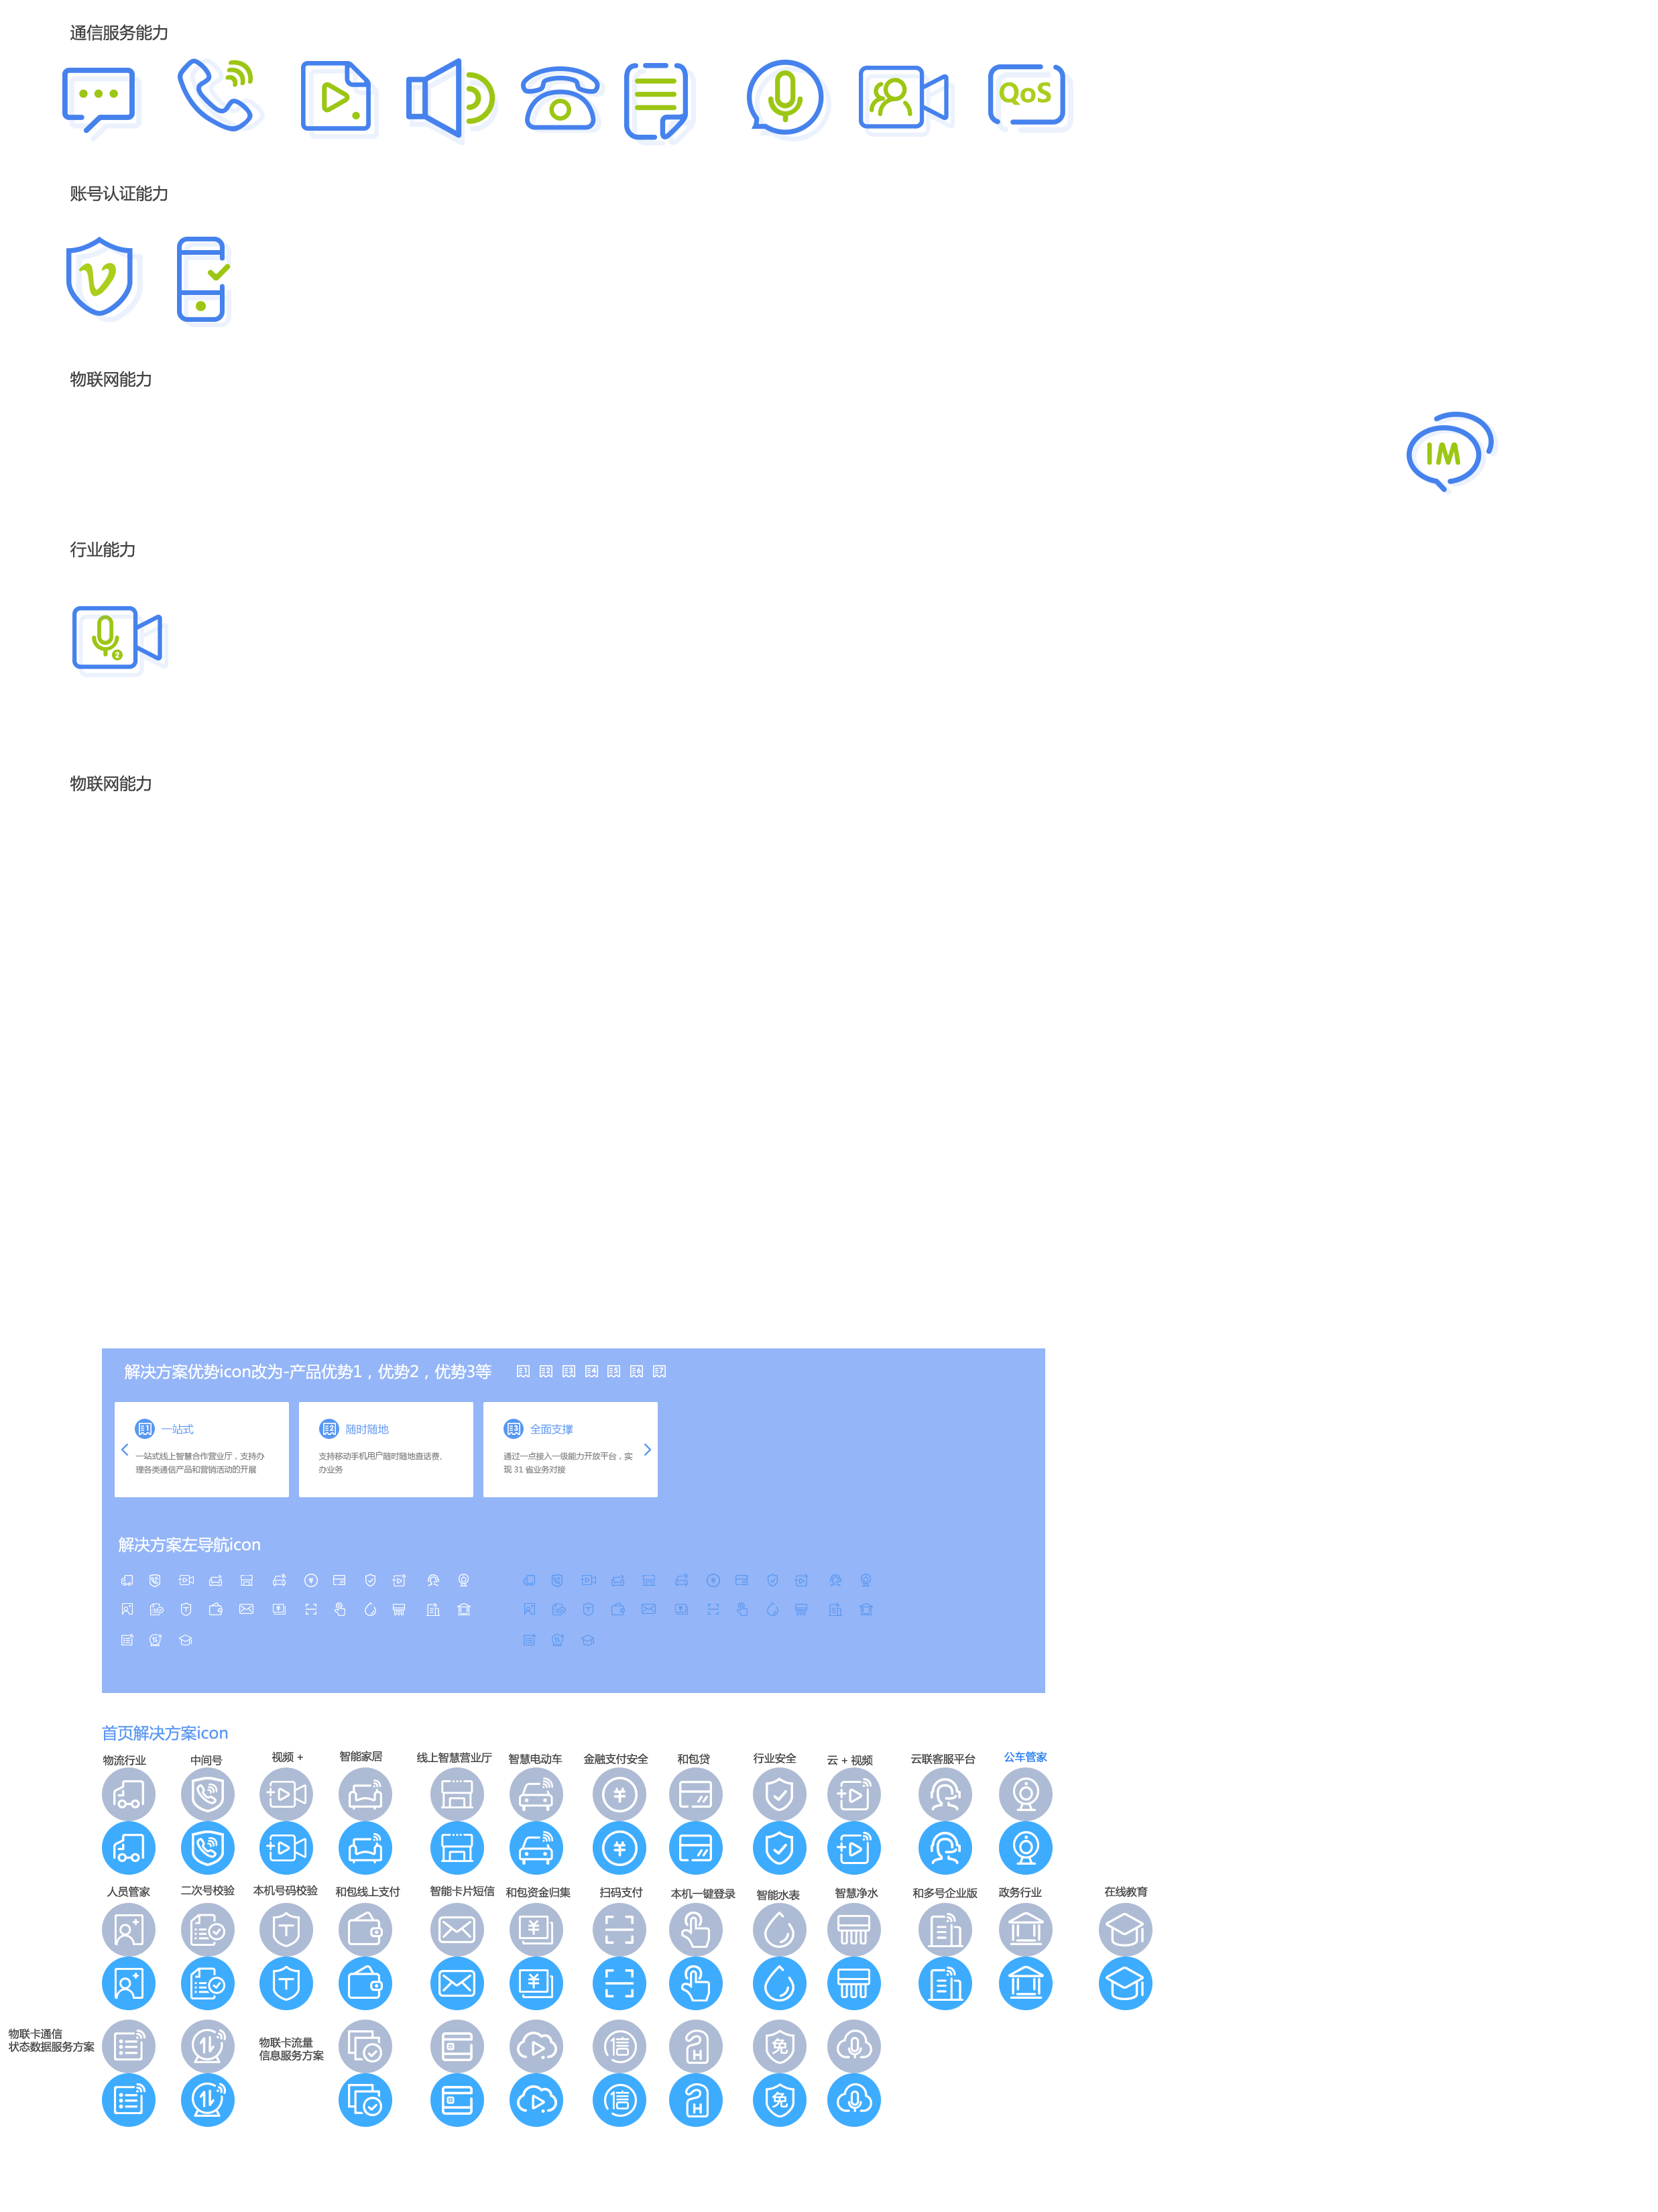 通信服务能力
QoS
账号认证能力
V
物联网能力
IM
行业能力
2
物联网能力
解决方案优势icon改为-产品优势1，优势2，优势3等
1 2 3 4 5 6 7
1 一站式
一站式线上智慧合作营业厅，支持办
理各类通信产品和营销活动的开展
2 随时随地
支持移动手机用户随时随地查话费、
办业务
3 全面支撑
通过一点接入一级能力开放平台，实
现 31 省业务对接
解决方案左导航icon
首页解决方案icon
物流行业 中间号 视频 + 智能家居 线上智慧营业厅 智慧电动车 金融支付安全 和包贷 行业安全 云 + 视频 云联客服平台 公车管家
¥
¥
人员管家 二次号校验 本机号码校验 和包线上支付 智能卡片短信 和包资金归集 扫码支付 本机一键登录 智能水表 智慧净水 和多号企业版 政务行业 在线教育
T ¥
T ¥
物联卡通信
状态数据服务方案
物联卡流量
信息服务方案
信 H 免
信 H 免